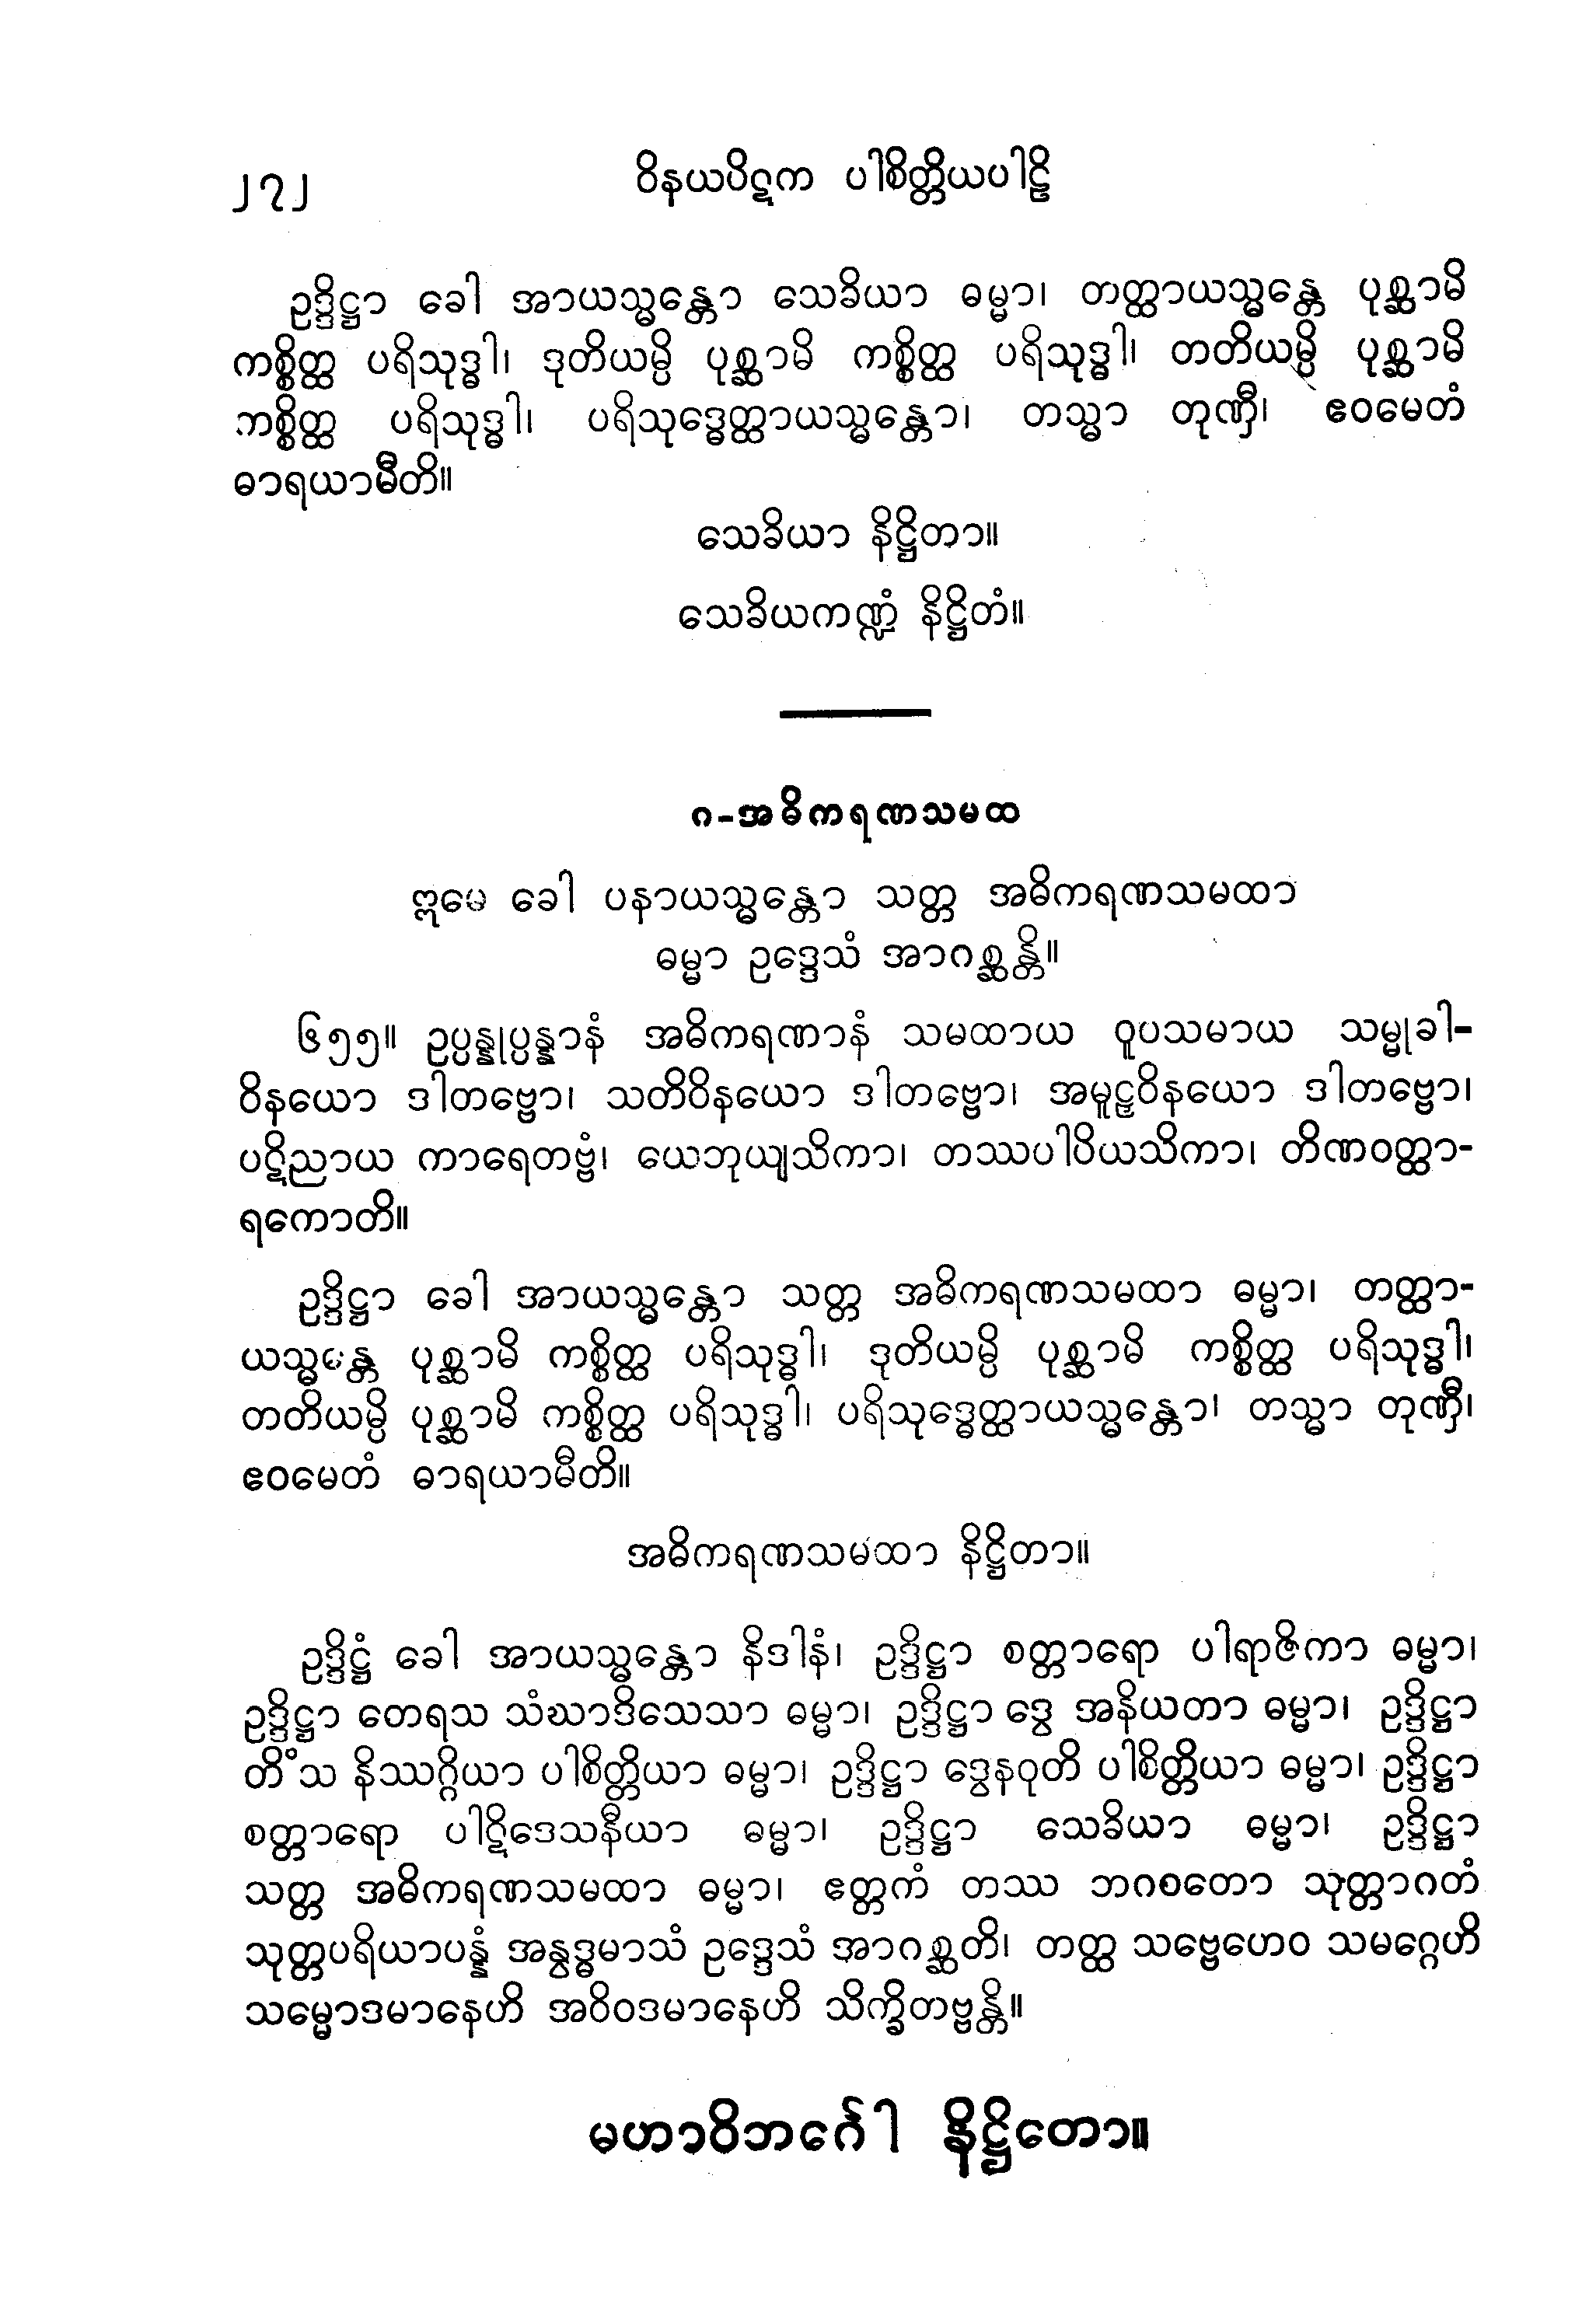 ၂၇၂ ဝိနယပိဋက ပါစိတ္တိယပါဠိ
ဥဒ္ဒိဋ္ဌာ ခေါ အာယသ္မန္တော သေခိယာ ဓမ္မာ၊ တတ္ထာယသ္မန္တေ ပုစ္ဆာမိ
ကစ္စိတ္ထ ပရိသုဒ္ဓါ၊ ဒုတိယမ္ပိ ပုစ္ဆာမိ ကစ္စိတ္ထ ပရိသုဒ္ဓါ၊ တတိယမ္ပိ ပုစ္ဆာမိ
ကစ္စိတ္ထ ပရိသုဒ္ဓါ၊ ပရိသုဒ္ဓေတ္ထာယသ္မန္တော၊ တသ္မာ တုဏှီ၊ ဧဝမေတံ
ဓာရယာမီတိ။
သေခိယာ နိဋ္ဌိတာ။
သေခိယကဏ္ဍံ နိဋ္ဌိတံ။
ဂ-အဓိကရဏသမထ
ဣမေ ခေါ ပနာယသ္မန္တော သတ္တ အဓိကရဏသမထာ
ဓမ္မာ ဥဒ္ဒေသံ အာဂစ္ဆန္တိ။
၆၅၅။ ဥပ္ပန္နုပ္ပန္နာနံ အဓိကရဏာနံ သမထာယ ဝူပသမာယ သမ္မုခါ-
ဝိနယော ဒါတဗ္ဗော၊ သတိဝိနယော ဒါတဗ္ဗော၊ အမူဠှဝိနယော ဒါတဗ္ဗော၊
ပဋိညာယ ကာရေတဗ္ဗံ၊ ယေဘုယျသိကာ၊ တဿပါပိယသိကာ၊ တိဏဝတ္ထာ-
ရကောတိ။
ဥဒ္ဒိဋ္ဌာ ခေါ အာယသ္မန္တော သတ္တ အဓိကရဏသမထာ ဓမ္မာ၊ တတ္ထာ-
ယသ္မန္တေ ပုစ္ဆာမိ ကစ္စိတ္ထ ပရိသုဒ္ဓါ၊ ဒုတိယမ္ပိ ပုစ္ဆာမိ ကစ္စိတ္ထ ပရိသုဒ္ဓါ၊
တတိယမ္ပိ ပုစ္ဆာမိ ကစ္စိတ္ထ ပရိသုဒ္ဓါ၊ ပရိသုဒ္ဓေတ္ထာယသ္မန္တော၊ တသ္မာ တုဏှီ၊
ဧဝမေတံ ဓာရယာမီတိ။
အဓိကရဏသမထာ နိဋ္ဌိတာ။
ဥဒ္ဒိဋ္ဌံ ခေါ အာယသ္မန္တော နိဒါနံ၊ ဥဒ္ဒိဋ္ဌာ စတ္တာရော ပါရာဇိကာ ဓမ္မာ၊
ဥဒ္ဒိဋ္ဌာ တေရသ သံဃာဒိသေသာ ဓမ္မာ၊ ဥဒ္ဒိဋ္ဌာ ဒွေ အနိယတာ ဓမ္မာ၊ ဥဒ္ဒိဋ္ဌာ
တိံသ နိဿဂ္ဂိယာ ပါစိတ္တိယာ ဓမ္မာ၊ ဥဒ္ဒိဋ္ဌာ ဒွေနဝုတိ ပါစိတ္တိယာ ဓမ္မာ၊ ဥဒ္ဒိဋ္ဌာ
စတ္တာရော ပါဋိဒေသနီယာ ဓမ္မာ၊ ဥဒ္ဒိဋ္ဌာ သေခိယာ ဓမ္မာ၊ ဥဒ္ဒိဋ္ဌာ
သတ္တ အဓိကရဏသမထာ ဓမ္မာ၊ ဧတ္တကံ တဿ ဘဂဝတော သုတ္တာဂတံ
သုတ္တပရိယာပန္နံ အနွဒ္ဓမာသံ ဥဒ္ဒေသံ အာဂစ္ဆတိ၊ တတ္ထ သဗ္ဗေဟေဝ သမဂ္ဂေဟိ
သမ္မောဒမာနေဟိ အဝိဝဒမာနေဟိ သိက္ခိတဗ္ဗန္တိ။
မဟာဝိဘင်္ဂေါ နိဋ္ဌိတော။